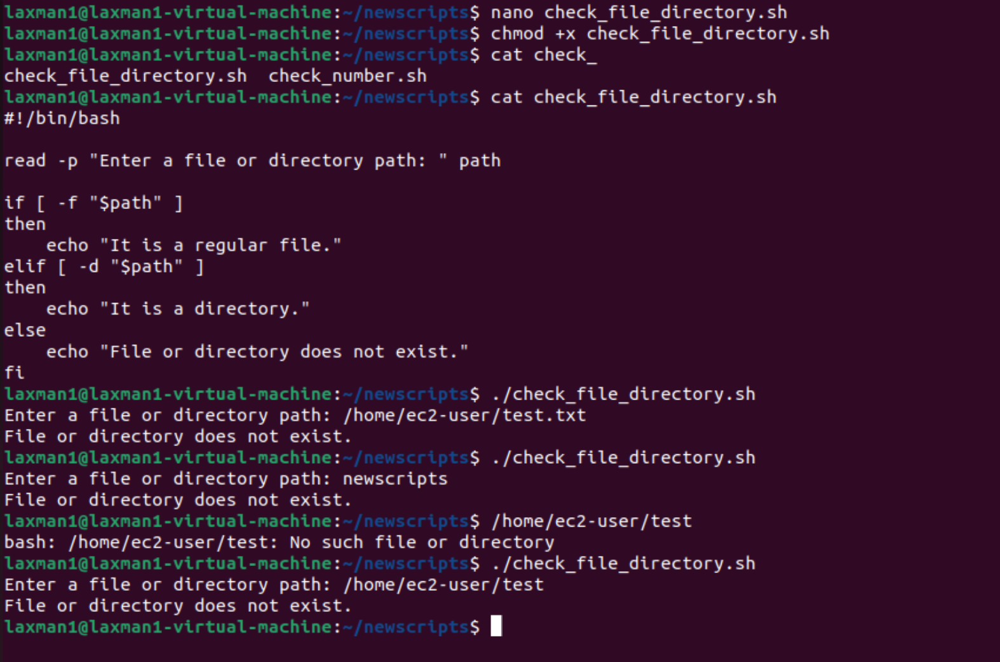 laxman1@laxman1-virtual-machine:~/newscripts$ nano check_file_directory.sh
laxman1@laxman1-virtual-machine:~/newscripts$ chmod +x check_file_directory.sh
laxman1@laxman1-virtual-machine:~/newscripts$ cat check_
check_file_directory.sh  check_number.sh
laxman1@laxman1-virtual-machine:~/newscripts$ cat check_file_directory.sh
#!/bin/bash

read -p "Enter a file or directory path: " path

if [ -f "$path" ]
then
    echo "It is a regular file."
elif [ -d "$path" ]
then
    echo "It is a directory."
else
    echo "File or directory does not exist."
fi
laxman1@laxman1-virtual-machine:~/newscripts$ ./check_file_directory.sh
Enter a file or directory path: /home/ec2-user/test.txt
File or directory does not exist.
laxman1@laxman1-virtual-machine:~/newscripts$ ./check_file_directory.sh
Enter a file or directory path: newscripts
File or directory does not exist.
laxman1@laxman1-virtual-machine:~/newscripts$ /home/ec2-user/test
bash: /home/ec2-user/test: No such file or directory
laxman1@laxman1-virtual-machine:~/newscripts$ ./check_file_directory.sh
Enter a file or directory path: /home/ec2-user/test
File or directory does not exist.
laxman1@laxman1-virtual-machine:~/newscripts$